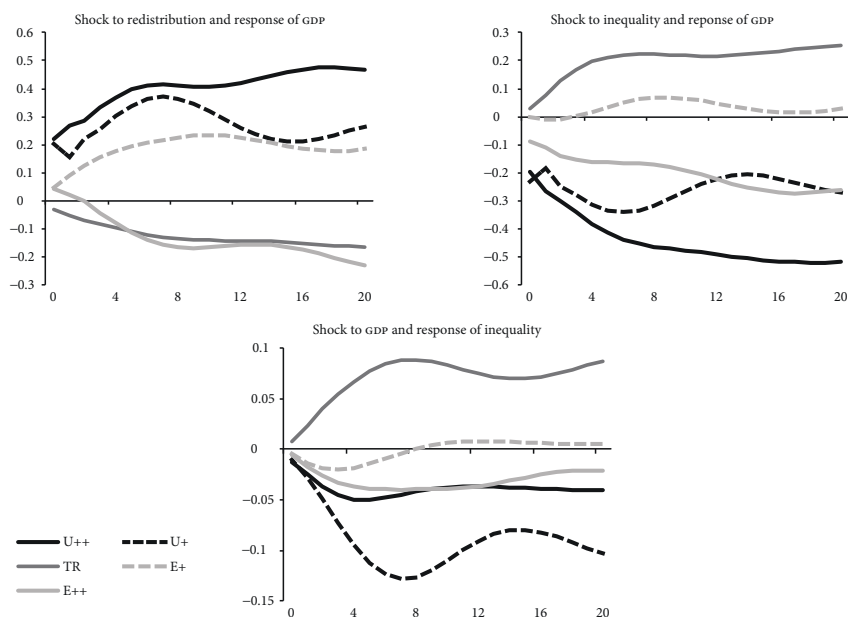 Shock to redistribution and response of GDP
0.6
0.5
0.4
0.3
0.2
0.1
0
−0.1
−0.2
−0.3
0 4 8 12 16 20
Shock to inequality and reponse of GDP
0.3
0.2
0.1
0
−0.1
−0.2
−0.3
−0.4
−0.5
−0.6
0 4 8 12 16 20
Shock to GDP and response of inequality
0.1
0.05
0
−0.05
−0.1
−0.15
0 4 8 12 16 20
U++ U+
TR E+
E++